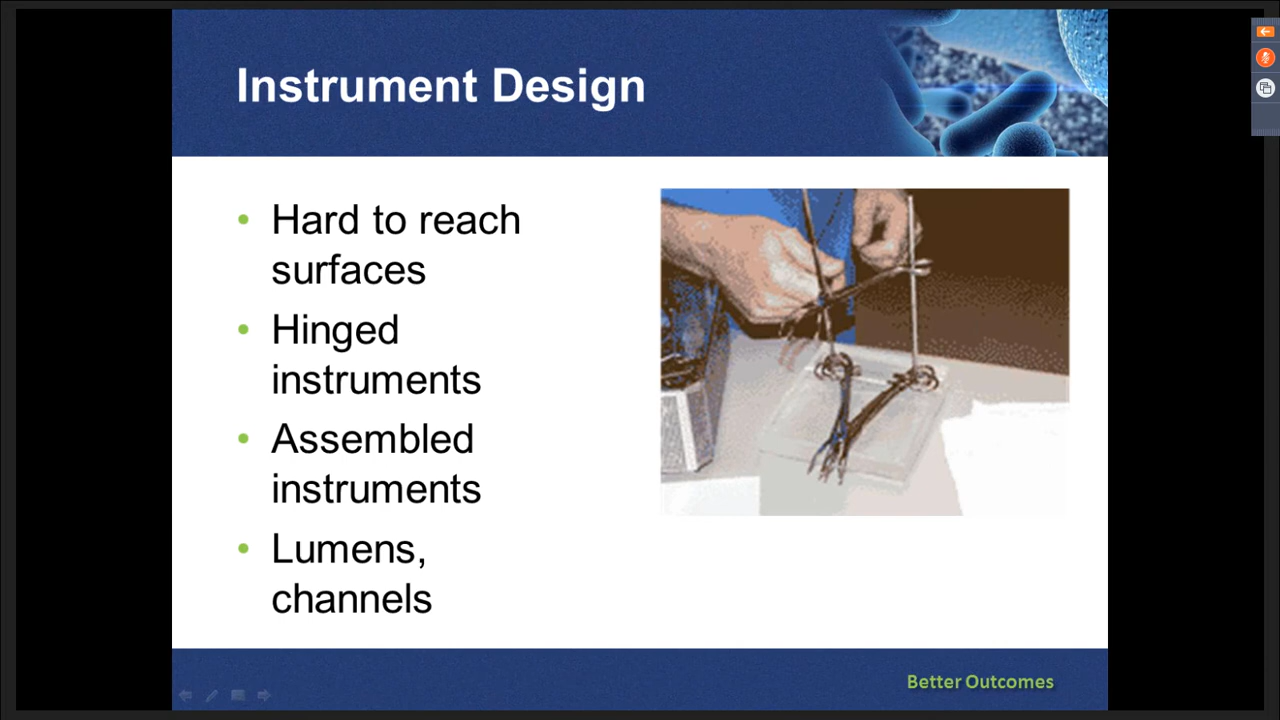 Instrument Design
• Hard to reach
surfaces
• Hinged
instruments
• Assembled
instruments
• Lumens,
channels
Better Outcomes